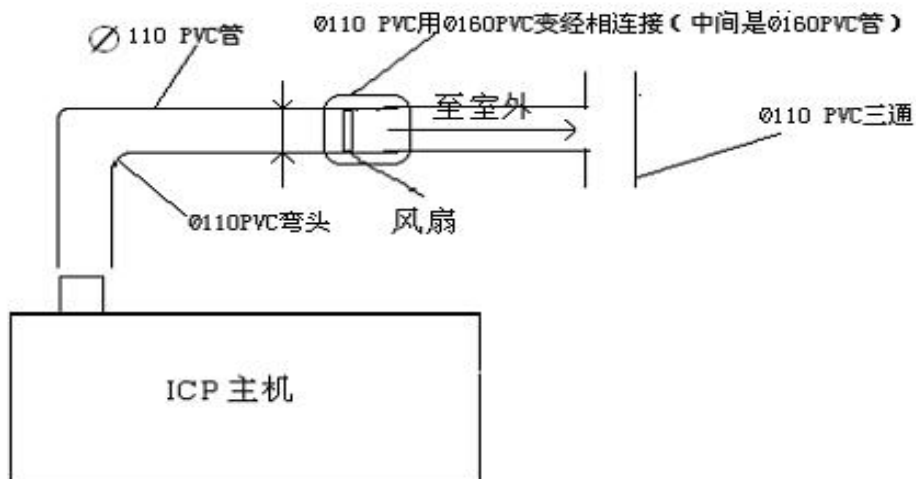 Ø110 PVC用Ø160PVC变经相连接（中间是Ø160PVC管）
∅ 110 PVC管
至室外
Ø110 PVC三通
Ø110PVC弯头
风扇
ICP 主机